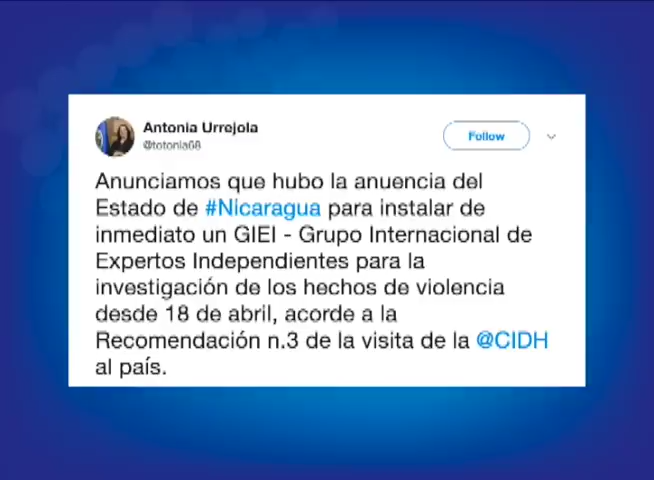 Antonia Urrejola
@totonia68
Follow
Anunciamos que hubo la anuencia del
Estado de #Nicaragua para instalar de
inmediato un GIEI - Grupo Internacional de
Expertos Independientes para la
investigación de los hechos de violencia
desde 18 de abril, acorde a la
Recomendación n.3 de la visita de la @CIDH
al país.